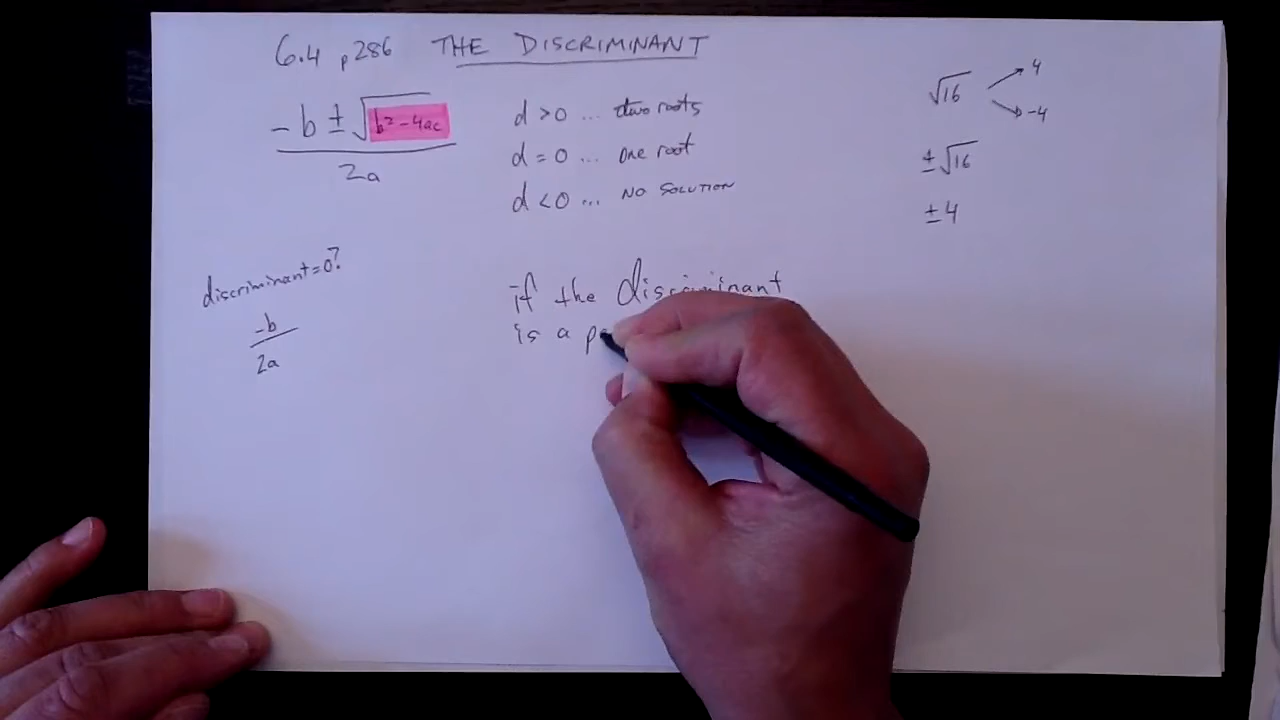 6.4 p286 THE DISCRIMINANT
-b ± √b²-4ac
2a
d >0 ... two roots
d = 0 ... one root
d <0 ... NO SOLUTION
√16
4
-4
±√16
±4
discriminant=0?
-b
2a
if the discriminant
is a